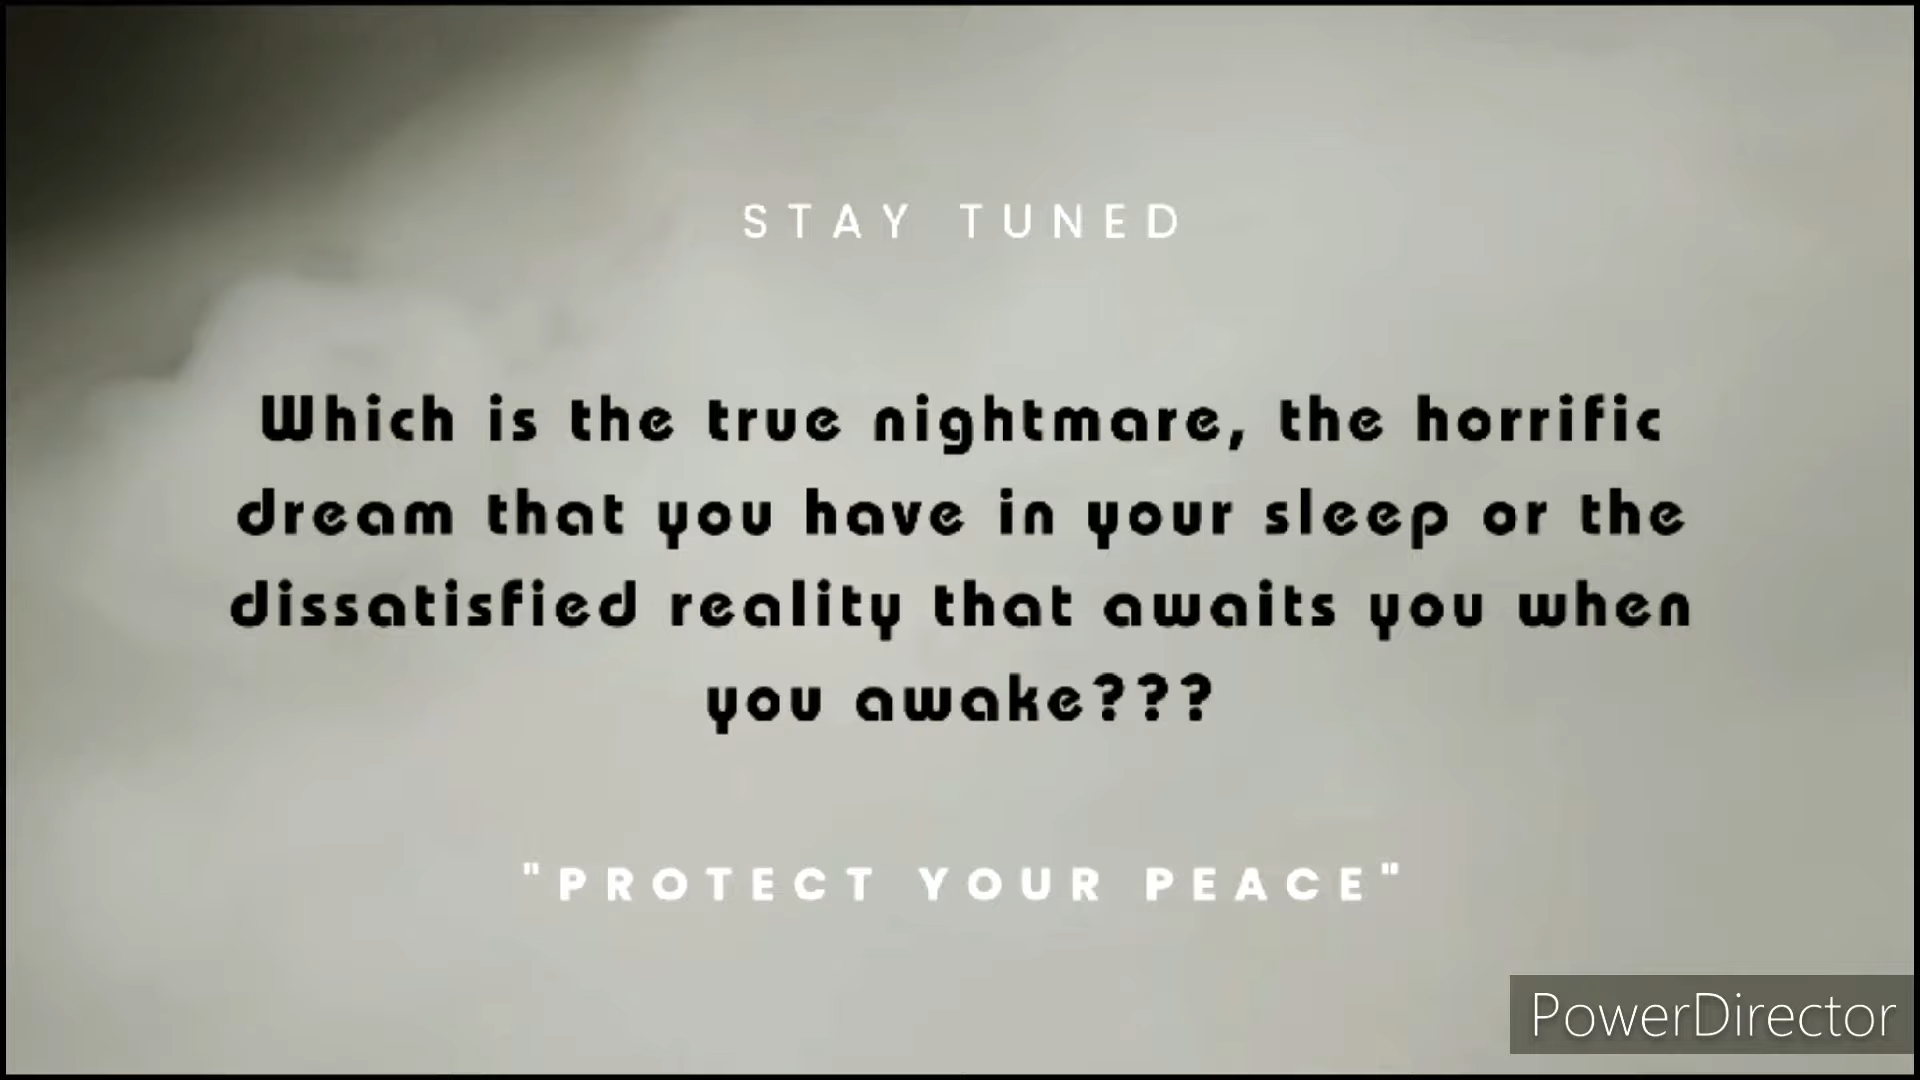 STAY TUNED
Which is the true nightmare, the horrific
dream that you have in your sleep or the
dissatisfied reality that awaits you when
you awake???
"PROTECT YOUR PEACE"
PowerDirector